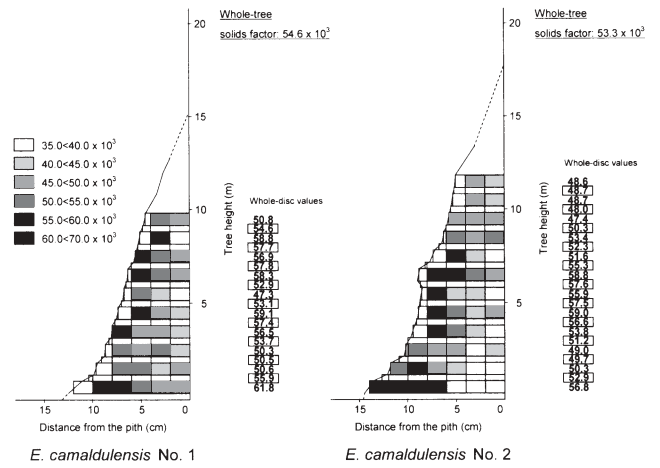 20
Whole-tree
solids factor: 54.6 x 10³
15
35.0<40.0 x 10³
40.0<45.0 x 10³
45.0<50.0 x 10³
50.0<55.0 x 10³
55.0<60.0 x 10³
60.0<70.0 x 10³
10
5
0
Tree height (m)
Whole-disc values
50.8
54.6
58.8
57.7
56.9
57.8
58.3
52.9
47.3
53.1
59.1
57.4
56.5
53.7
50.3
50.5
50.6
55.9
61.8
15 10 5 0
Distance from the pith (cm)
E. camaldulensis No. 1
20
Whole-tree
solids factor: 53.3 x 10³
15
10
5
0
Tree height (m)
Whole-disc values
48.6
48.7
48.7
48.0
47.4
50.3
53.4
52.3
51.6
55.3
58.8
57.6
55.9
57.5
59.0
56.6
53.8
51.2
49.0
49.7
50.3
52.9
56.8
15 10 5 0
Distance from the pith (cm)
E. camaldulensis No. 2